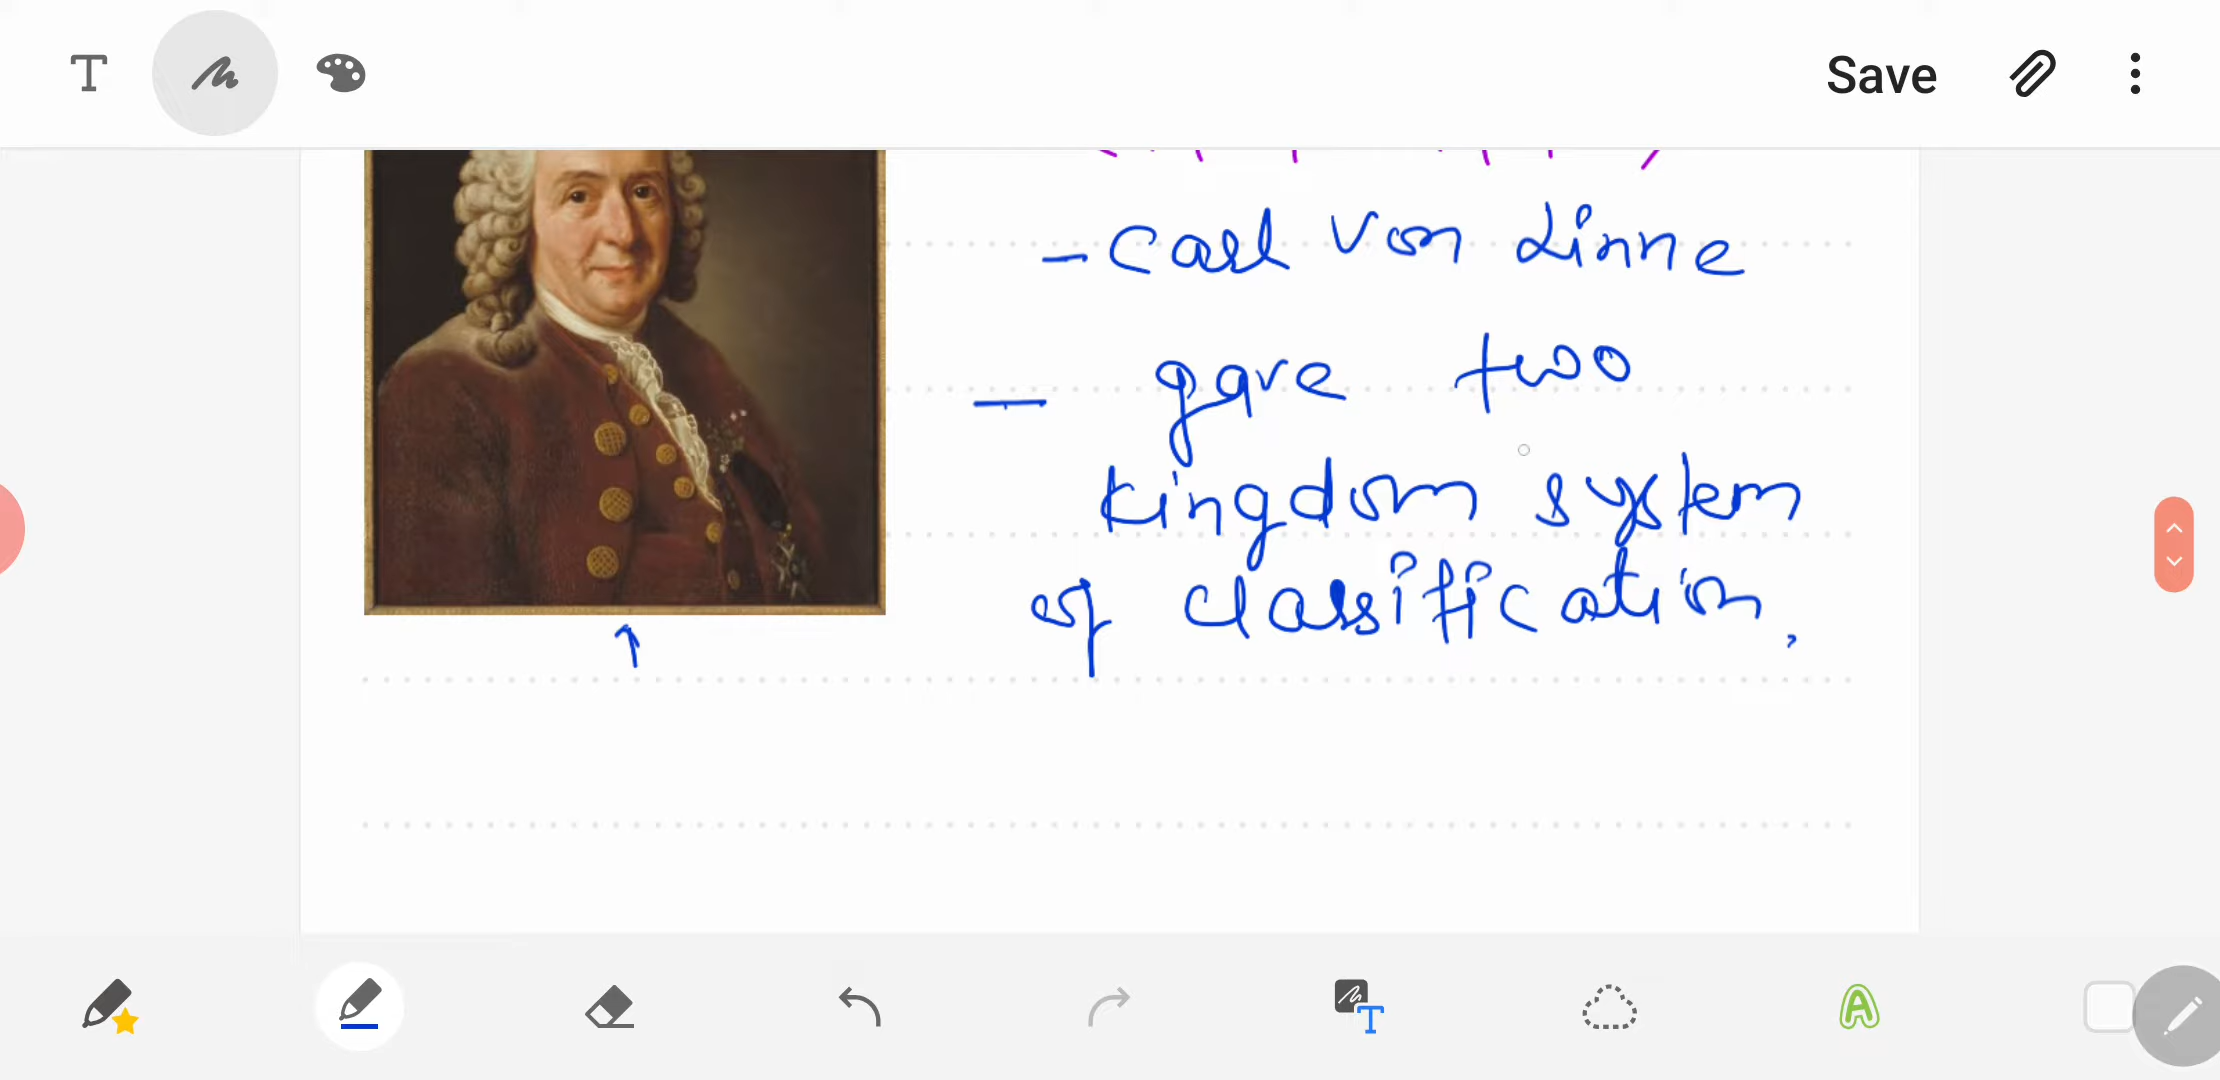 Save
- Carl Von Linne
- gave two
kingdom system
of classification.